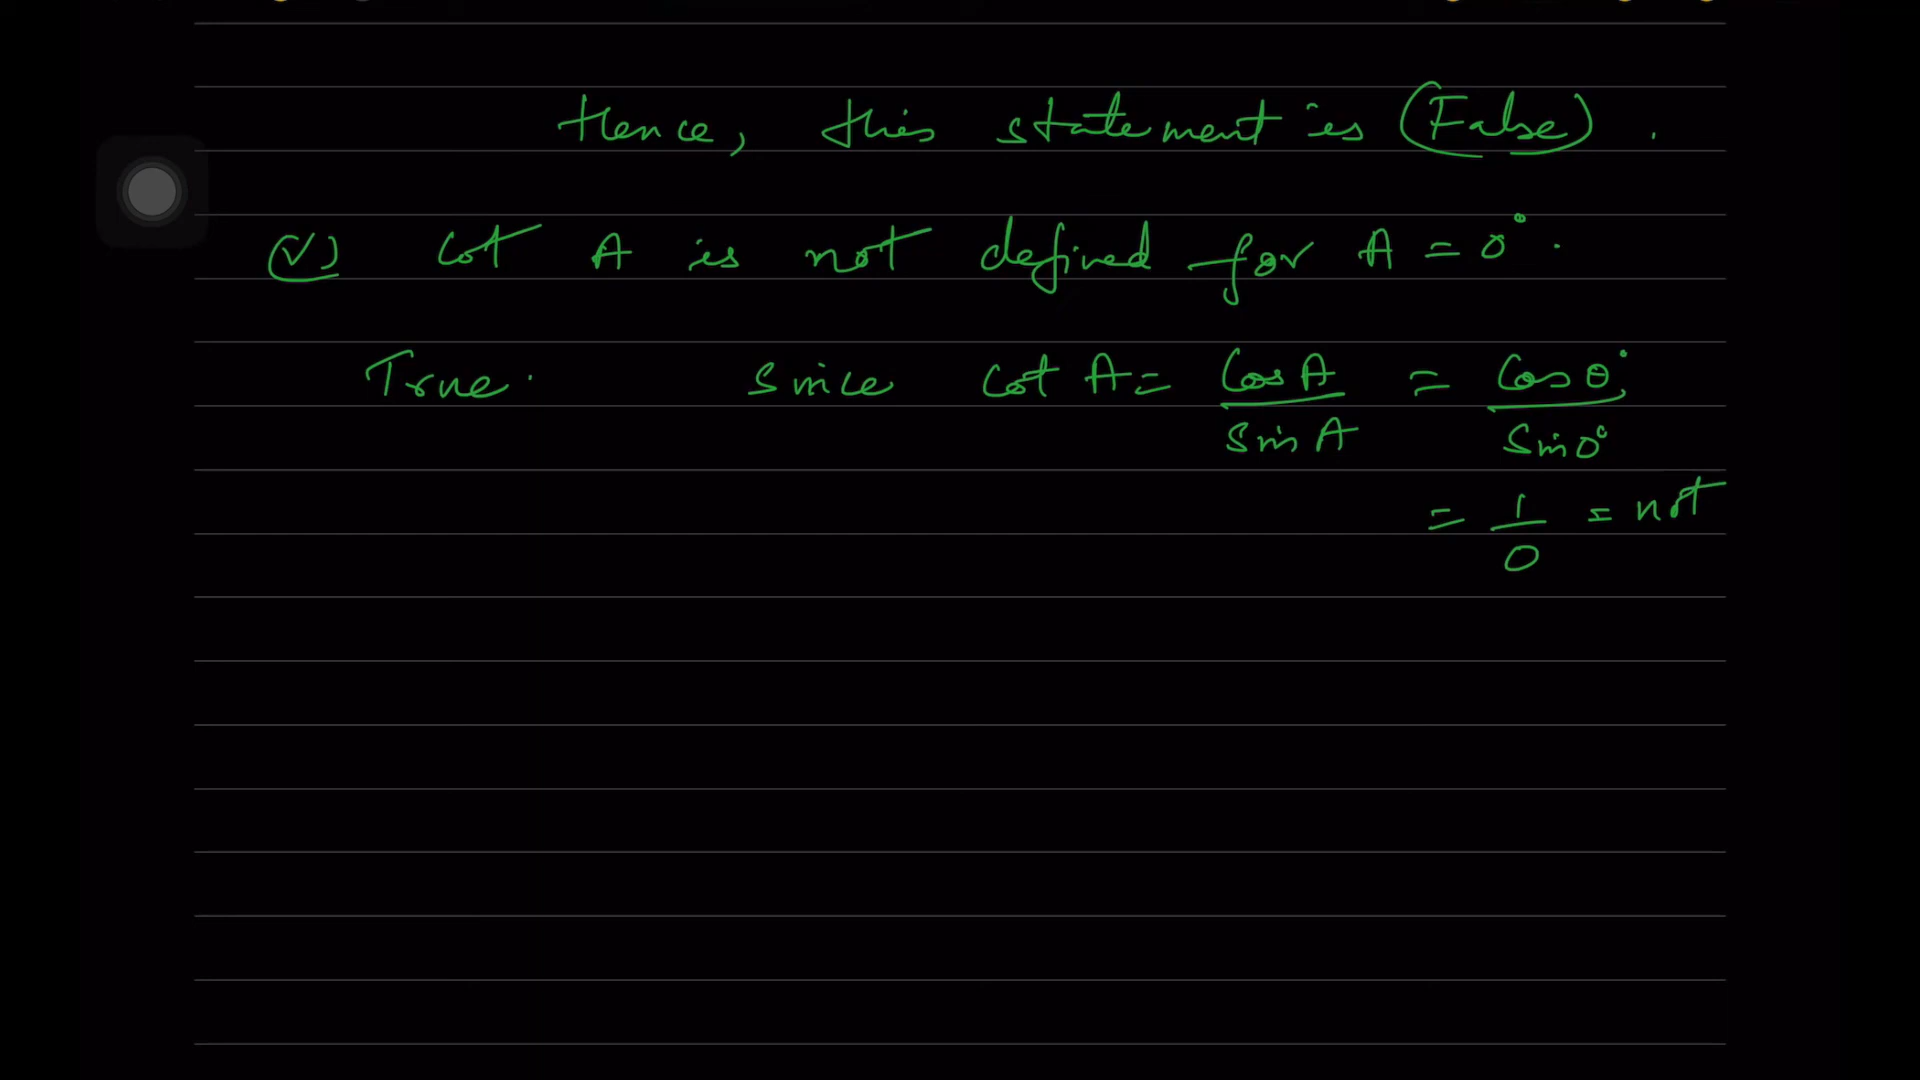 Hence, this statement is (False).
(V) Cot A is not defined for A = 0°.
True. Since Cot A = Cos A / Sin A = Cos θ° / Sin 0°
= 1/0 = not